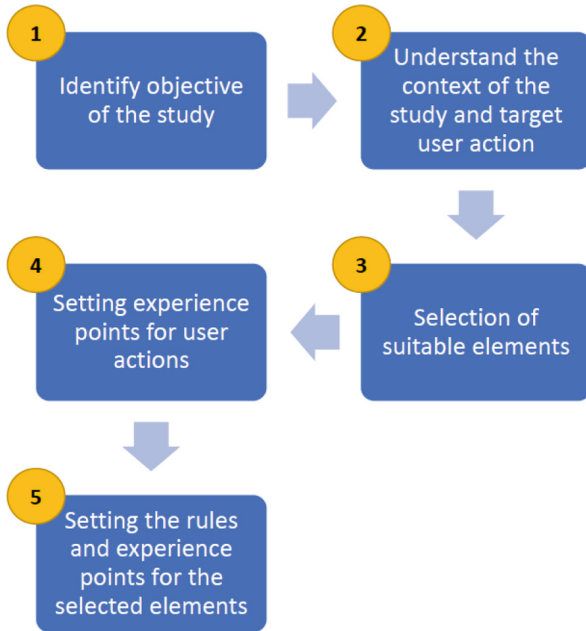 1
Identify objective
of the study
2
Understand the
context of the
study and target
user action
3
Selection of
suitable elements
4
Setting experience
points for user
actions
5
Setting the rules
and experience
points for the
selected elements